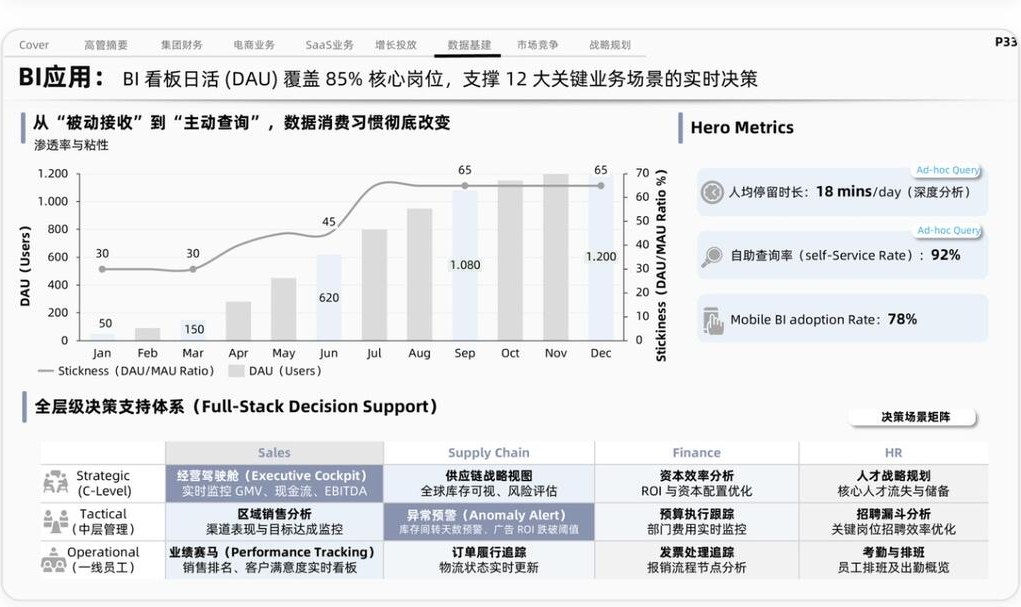 Cover 高管摘要 集团财务 电商业务 SaaS业务 增长投放 数据基建 市场竞争 战略规划 P33
BI应用： BI 看板日活 (DAU) 覆盖 85% 核心岗位，支撑 12 大关键业务场景的实时决策
从“被动接收”到“主动查询”，数据消费习惯彻底改变
渗透率与粘性
DAU (Users)
1.200
1.000
800
600
400
200
0
30 30 45 65 65
50 150 620 1.080 1.200
70
60
50
40
30
20
10
0
Stickiness (DAU/MAU Ratio %)
Jan Feb Mar Apr May Jun Jul Aug Sep Oct Nov Dec
Stickness（DAU/MAU Ratio） DAU（Users）
Hero Metrics
Ad-hoc Query
人均停留时长：18 mins/day（深度分析）
Ad-hoc Query
自助查询率（self-Service Rate）：92%
Mobile BI adoption Rate：78%
全层级决策支持体系（Full-Stack Decision Support）
决策场景矩阵
Sales Supply Chain Finance HR
Strategic
(C-Level)
经营驾驶舱（Executive Cockpit）
实时监控 GMV、现金流、EBITDA
供应链战略视图
全球库存可视、风险评估
资本效率分析
ROI 与资本配置优化
人才战略规划
核心人才流失与储备
Tactical
（中层管理）
区域销售分析
渠道表现与目标达成监控
异常预警（Anomaly Alert）
库存间转天数预警、广告 ROI 跌破阈值
预算执行跟踪
部门费用实时监控
招聘漏斗分析
关键岗位招聘效率优化
Operational
（一线员工）
业绩赛马（Performance Tracking）
销售排名、客户满意度实时看板
订单履行追踪
物流状态实时更新
发票处理追踪
报销流程节点分析
考勤与排班
员工排班及出勤概览